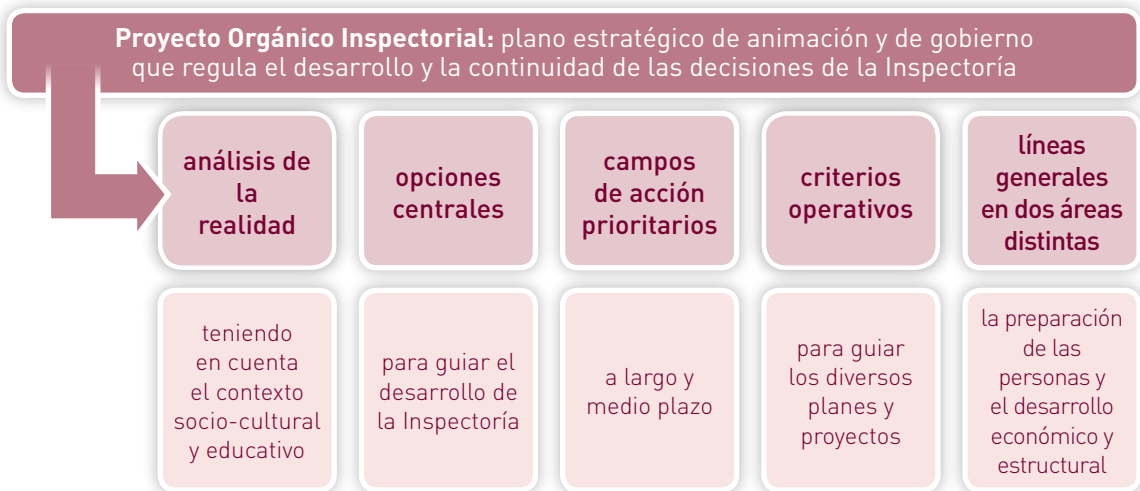 Proyecto Orgánico Inspectorial: plano estratégico de animación y de gobierno
que regula el desarrollo y la continuidad de las decisiones de la Inspectoría
análisis de
la
realidad
opciones
centrales
campos
de acción
prioritarios
criterios
operativos
líneas
generales
en dos áreas
distintas
teniendo
en cuenta
el contexto
socio-cultural
y educativo
para guiar el
desarrollo de
la Inspectoría
a largo y
medio plazo
para guiar
los diversos
planes y
proyectos
la preparación
de las
personas y
el desarrollo
económico y
estructural